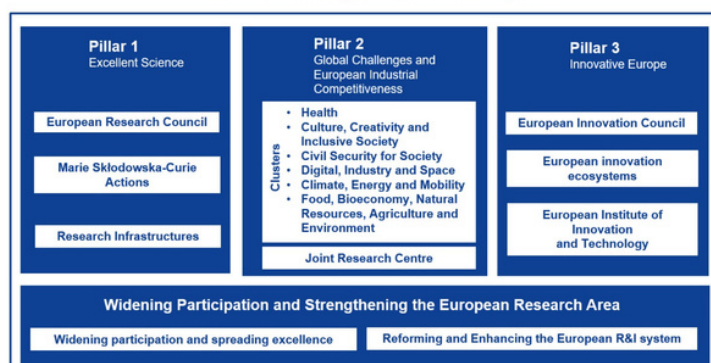 Pillar 1
Excellent Science
European Research Council
Marie Skłodowska-Curie
Actions
Research Infrastructures
Pillar 2
Global Challenges and
European Industrial
Competitiveness
Clusters
• Health
• Culture, Creativity and
Inclusive Society
• Civil Security for Society
• Digital, Industry and Space
• Climate, Energy and Mobility
• Food, Bioeconomy, Natural
Resources, Agriculture and
Environment
Joint Research Centre
Pillar 3
Innovative Europe
European Innovation Council
European innovation
ecosystems
European Institute of
Innovation
and Technology
Widening Participation and Strengthening the European Research Area
Widening participation and spreading excellence
Reforming and Enhancing the European R&I system